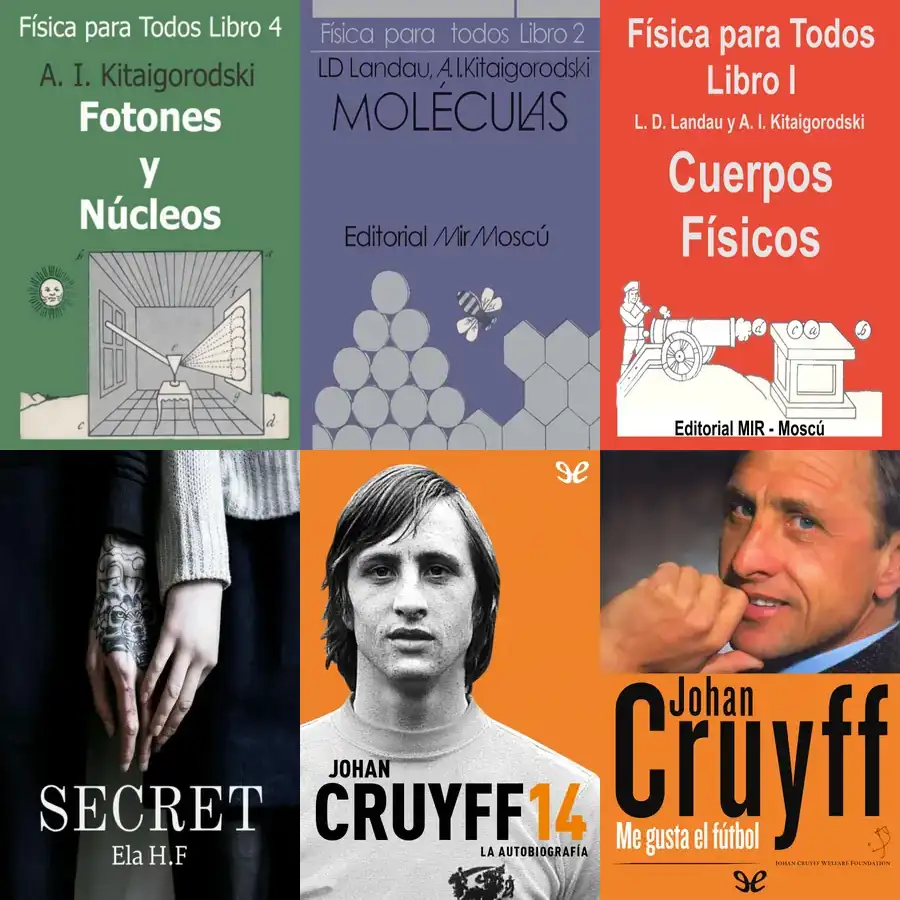 Física para Todos Libro 4
A. I. Kitaigorodski
Fotones
y
Núcleos
Física para todos Libro 2
LD Landau, A.I.Kitaigorodski
MOLÉCULAS
Editorial Mir Moscú
Física para Todos
Libro I
L. D. Landau y A. I. Kitaigorodski
Cuerpos
Físicos
d c a b
Editorial MIR - Moscú
SECRET
Ela H.F
JOHAN
CRUYFF14
LA AUTOBIOGRAFÍA
Johan
Cruyff
Me gusta el fútbol
JOHAN CRUYFF WELFARE FOUNDATION